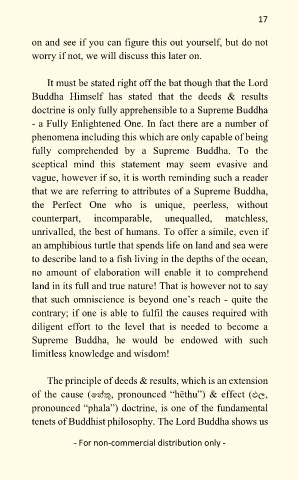 17
on and see if you can figure this out yourself, but do not
worry if not, we will discuss this later on.
It must be stated right off the bat though that the Lord
Buddha Himself has stated that the deeds & results
doctrine is only fully apprehensible to a Supreme Buddha
- a Fully Enlightened One. In fact there are a number of
phenomena including this which are only capable of being
fully comprehended by a Supreme Buddha. To the
sceptical mind this statement may seem evasive and
vague, however if so, it is worth reminding such a reader
that we are referring to attributes of a Supreme Buddha,
the Perfect One who is unique, peerless, without
counterpart, incomparable, unequalled, matchless,
unrivalled, the best of humans. To offer a simile, even if
an amphibious turtle that spends life on land and sea were
to describe land to a fish living in the depths of the ocean,
no amount of elaboration will enable it to comprehend
land in its full and true nature! That is however not to say
that such omniscience is beyond one’s reach - quite the
contrary; if one is able to fulfil the causes required with
diligent effort to the level that is needed to become a
Supreme Buddha, he would be endowed with such
limitless knowledge and wisdom!
The principle of deeds & results, which is an extension
of the cause (හේතු, pronounced “hēthu”) & effect (ඵල,
pronounced “phala”) doctrine, is one of the fundamental
tenets of Buddhist philosophy. The Lord Buddha shows us
- For non-commercial distribution only -